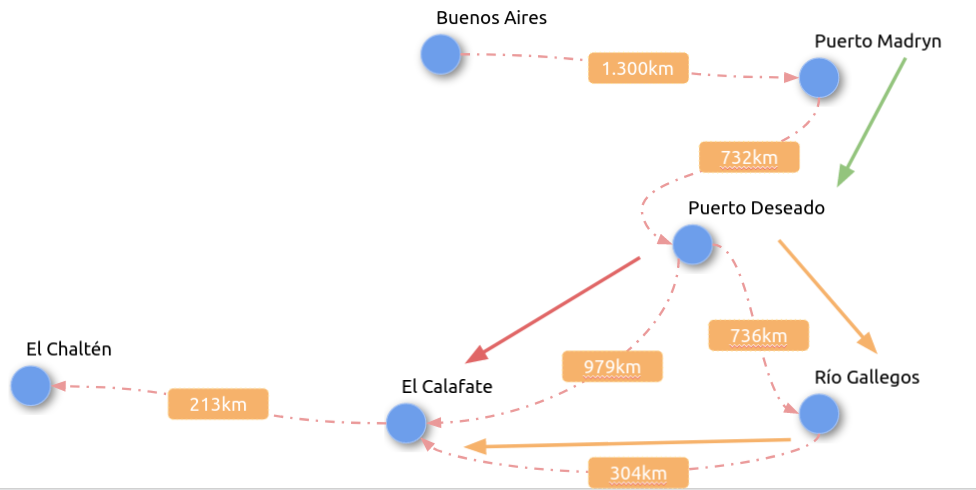 Buenos Aires
Puerto Madryn
1.300km
732km
Puerto Deseado
736km
El Chaltén
979km
Río Gallegos
El Calafate
213km
304km